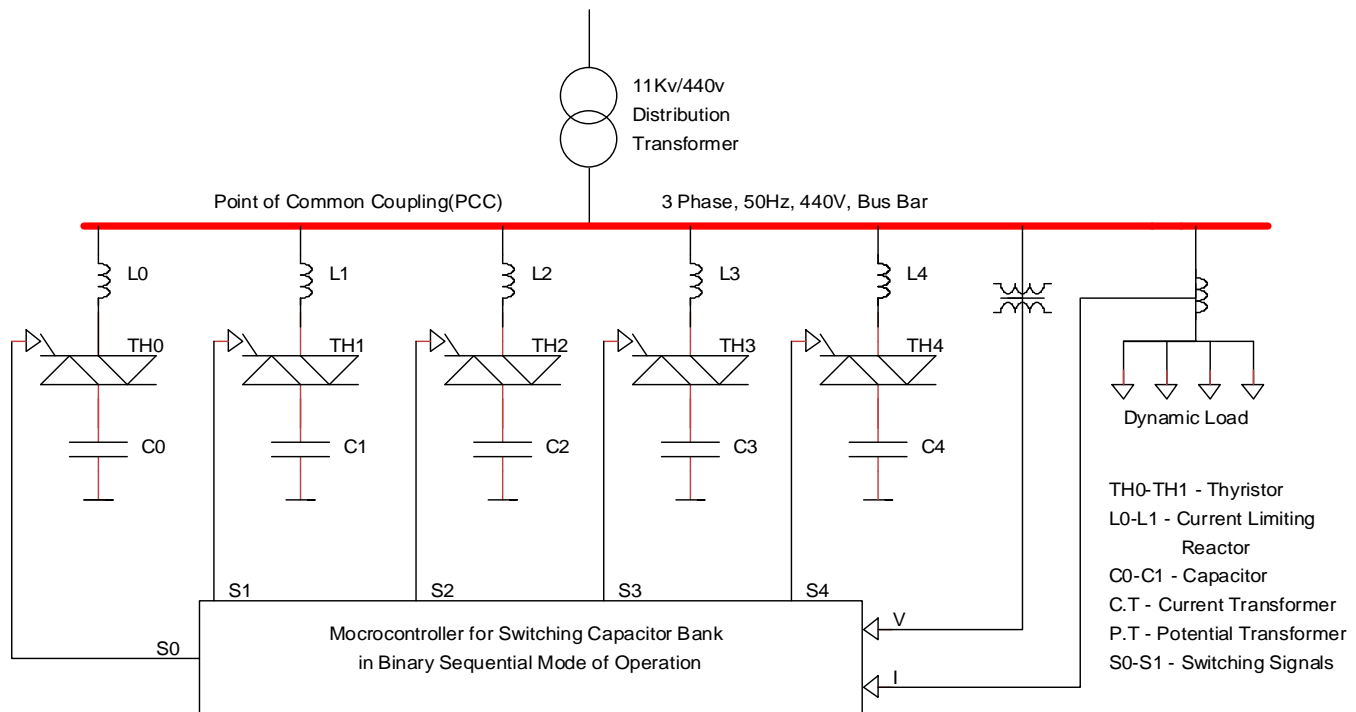 11Kv/440v
Distribution
Transformer
Point of Common Coupling(PCC)
3 Phase, 50Hz, 440V, Bus Bar
L0
L1
L2
L3
L4
TH0
TH1
TH2
TH3
TH4
C0
C1
C2
C3
C4
Dynamic Load
TH0-TH1 - Thyristor
L0-L1 - Current Limiting
Reactor
C0-C1 - Capacitor
C.T - Current Transformer
P.T - Potential Transformer
S0-S1 - Switching Signals
S1
S2
S3
S4
S0
V
I
Mocrocontroller for Switching Capacitor Bank
in Binary Sequential Mode of Operation